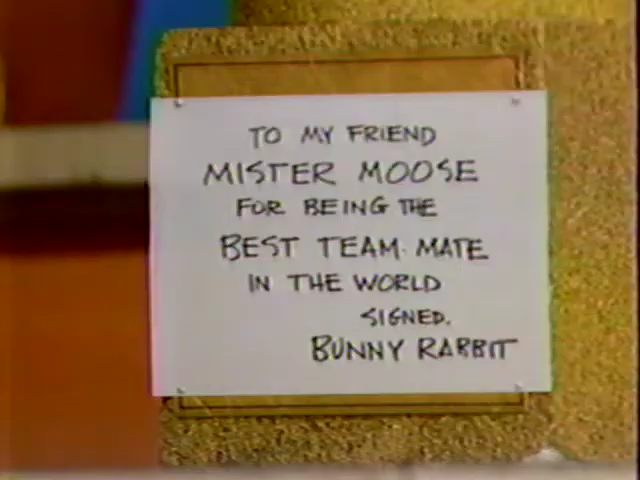 TO MY FRIEND
MISTER MOOSE
FOR BEING THE
BEST TEAM-MATE
IN THE WORLD
SIGNED.
BUNNY RABBIT